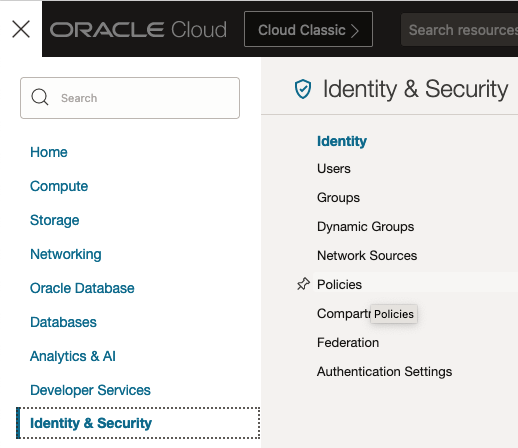 ORACLE Cloud
Cloud Classic >
Search resources
Search
Home
Compute
Storage
Networking
Oracle Database
Databases
Analytics & AI
Developer Services
Identity & Security
Identity & Security
Identity
Users
Groups
Dynamic Groups
Network Sources
Policies
Compart
Policies
Federation
Authentication Settings